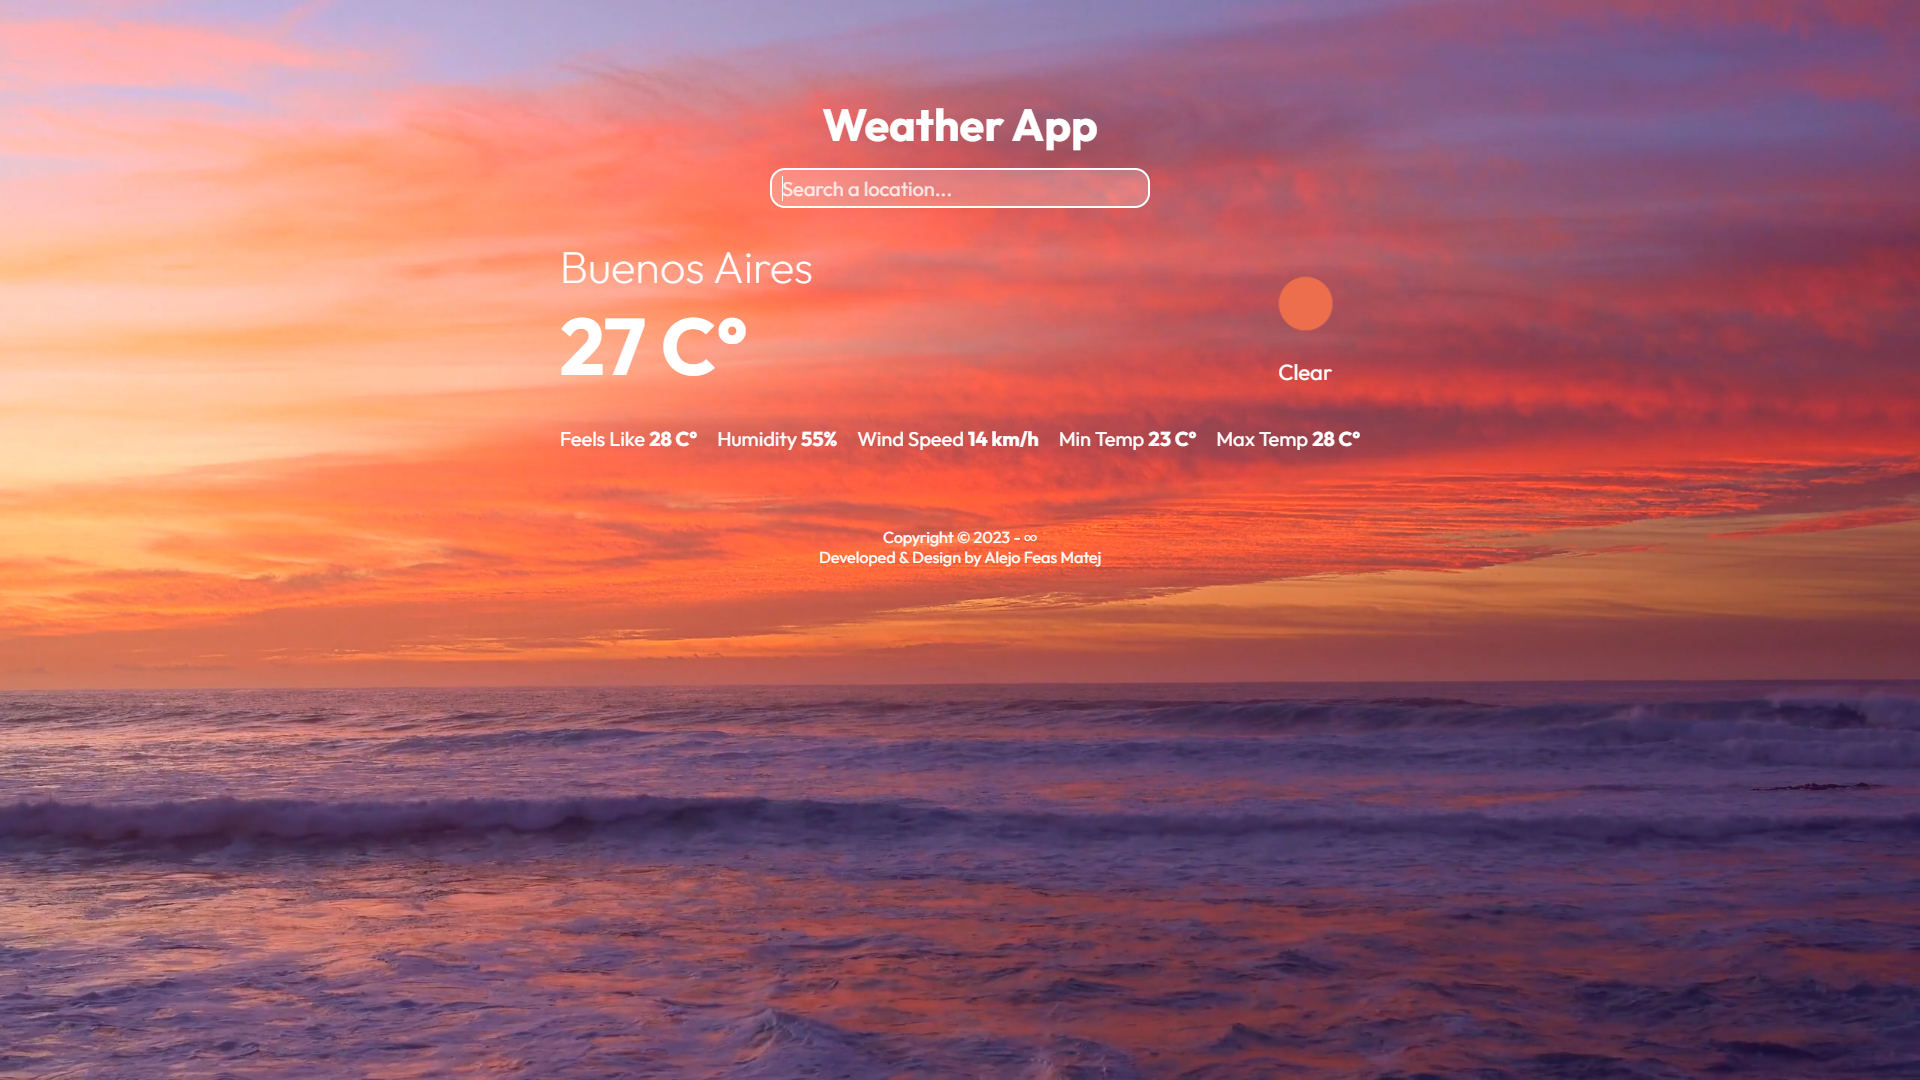 Weather App
Search a location...
Buenos Aires
27 C°
Clear
Feels Like 28 C° Humidity 55% Wind Speed 14 km/h Min Temp 23 C° Max Temp 28 C°
Copyright © 2023 - ∞
Developed & Design by Alejo Feas Matej